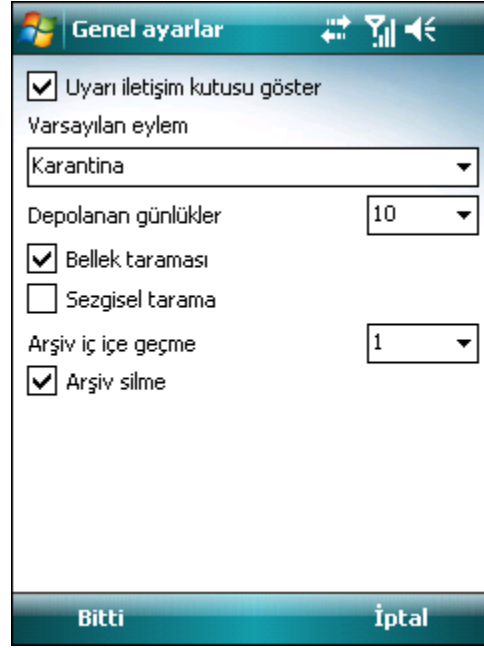 Genel ayarlar
Uyarı iletişim kutusu göster
Varsayılan eylem
Karantina
Depolanan günlükler 10
Bellek taraması
Sezgisel tarama
Arşiv iç içe geçme 1
Arşiv silme
Bitti İptal